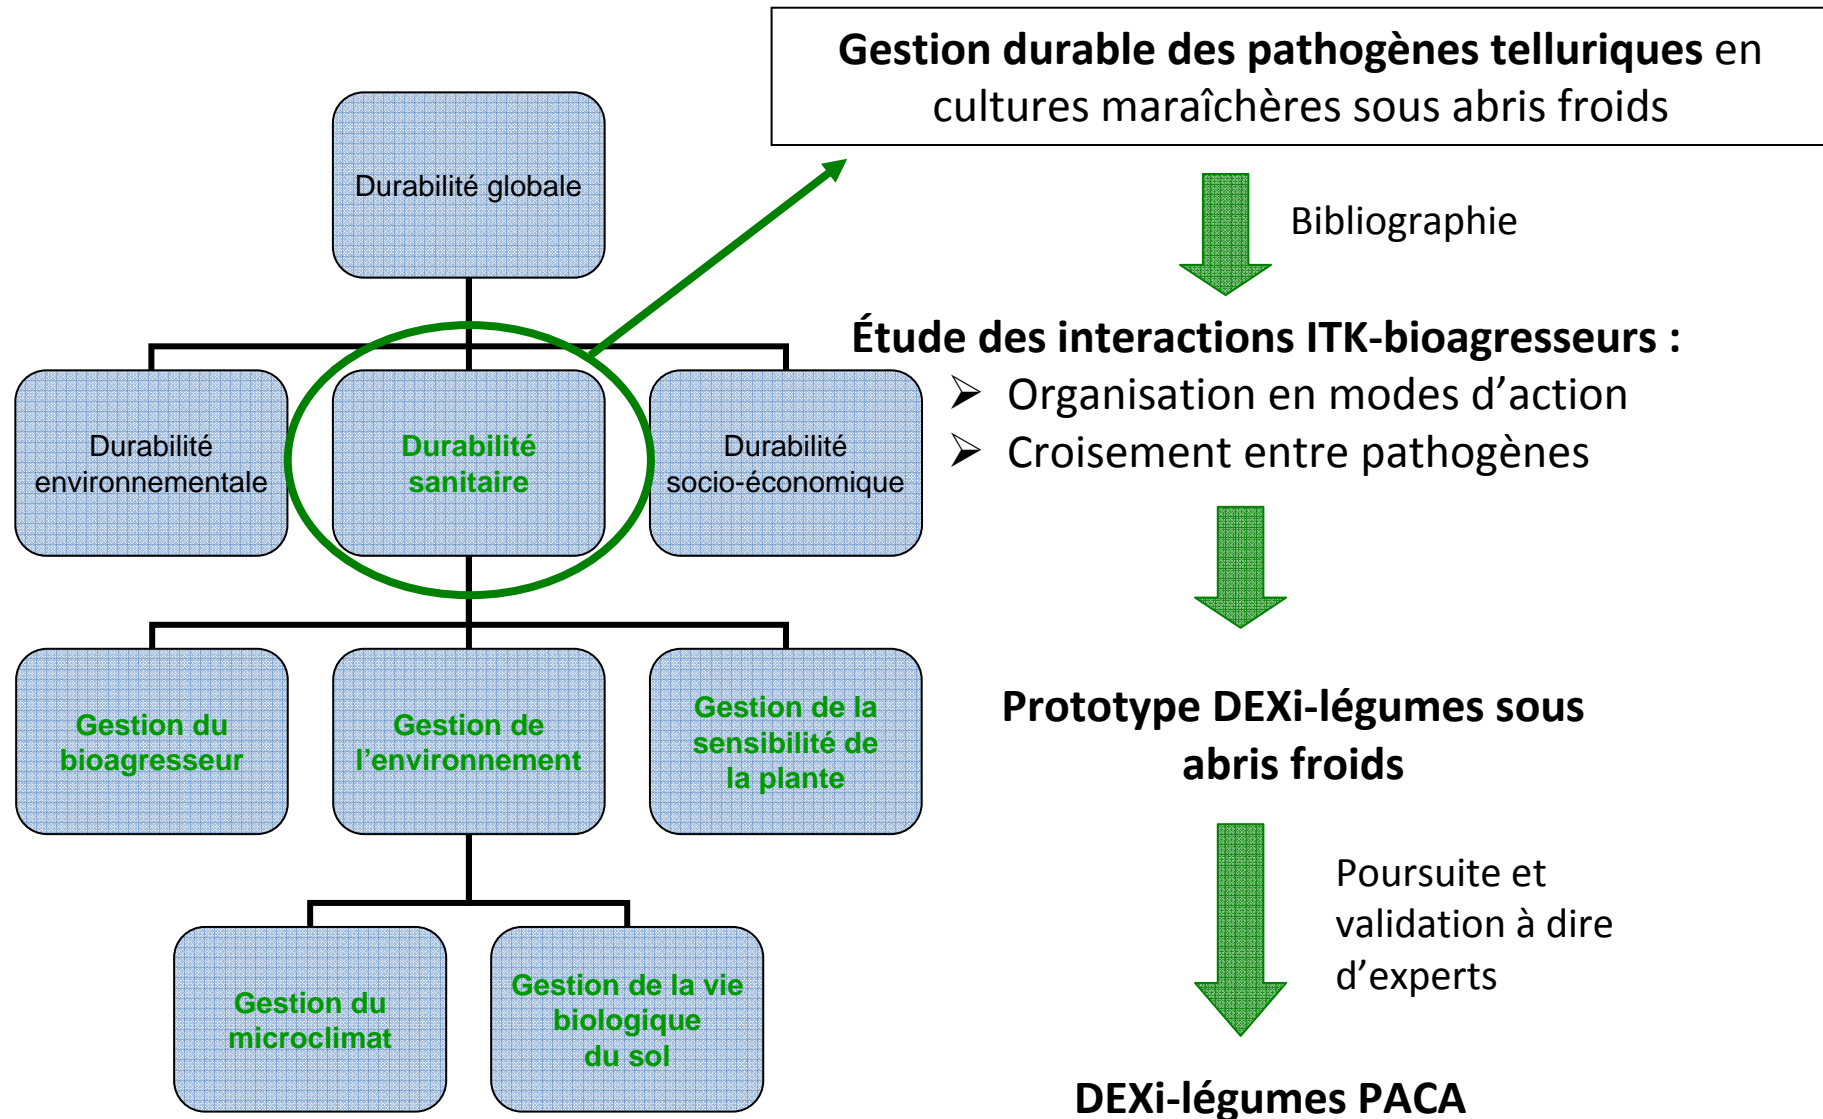 Gestion durable des pathogènes telluriques en
cultures maraîchères sous abris froids
Durabilité globale
Bibliographie
Étude des interactions ITK-bioagresseurs :
➢ Organisation en modes d’action
➢ Croisement entre pathogènes
Durabilité
environnementale
Durabilité
sanitaire
Durabilité
socio-économique
Gestion du
bioagresseur
Gestion de
l’environnement
Gestion de la
sensibilité de
la plante
Prototype DEXi-légumes sous
abris froids
Poursuite et
validation à dire
d’experts
Gestion du
microclimat
Gestion de la vie
biologique
du sol
DEXi-légumes PACA